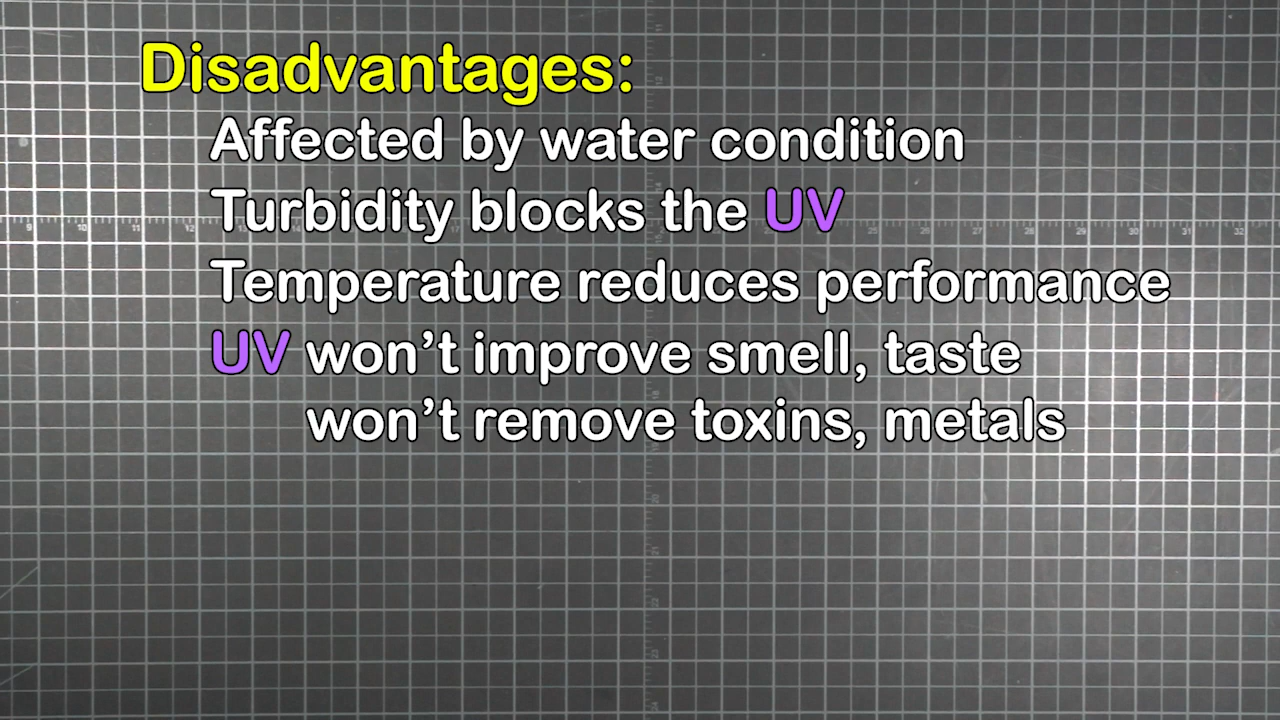 Disadvantages:
Affected by water condition
Turbidity blocks the UV
Temperature reduces performance
UV won’t improve smell, taste
won’t remove toxins, metals